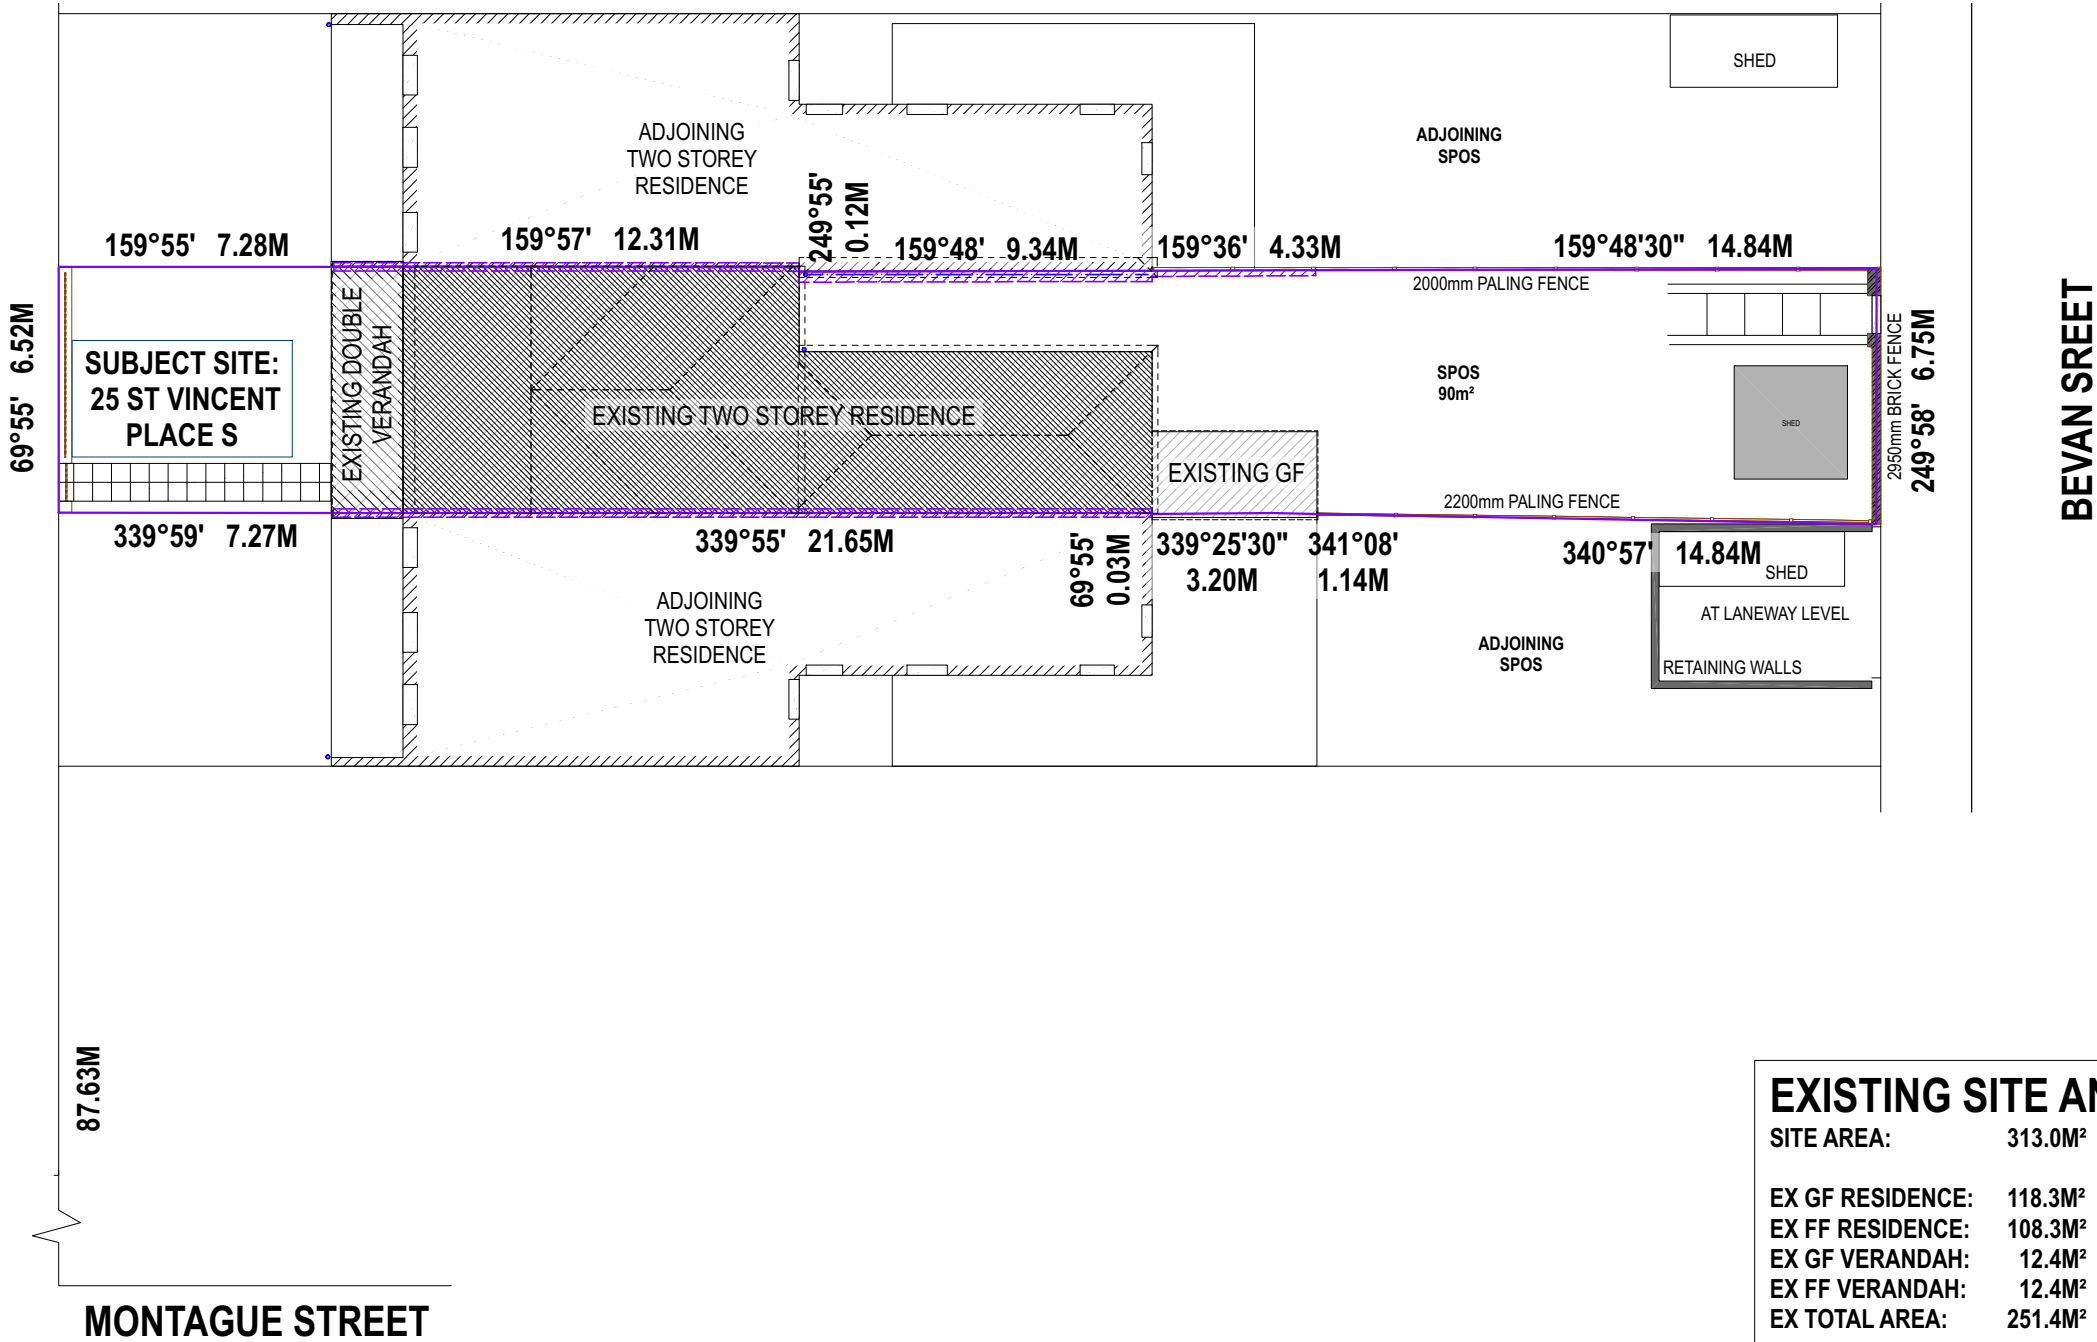 SHED
ADJOINING
TWO STOREY
RESIDENCE
ADJOINING
SPOS
159°55' 7.28M
159°57' 12.31M
249°55'
0.12M
159°48' 9.34M
159°36' 4.33M
159°48'30" 14.84M
2000mm PALING FENCE
69°55' 6.52M
SUBJECT SITE:
25 ST VINCENT
PLACE S
EXISTING DOUBLE
VERANDAH
EXISTING TWO STOREY RESIDENCE
EXISTING GF
SPOS
90m²
SHED
2950mm BRICK FENCE
249°58' 6.75M
BEVAN SREET
2200mm PALING FENCE
339°59' 7.27M
339°55' 21.65M
69°55'
0.03M
339°25'30"
3.20M
341°08'
1.14M
340°57' 14.84M
SHED
AT LANEWAY LEVEL
RETAINING WALLS
ADJOINING
TWO STOREY
RESIDENCE
ADJOINING
SPOS
87.63M
MONTAGUE STREET
EXISTING SITE AN
SITE AREA: 313.0M²
EX GF RESIDENCE: 118.3M²
EX FF RESIDENCE: 108.3M²
EX GF VERANDAH: 12.4M²
EX FF VERANDAH: 12.4M²
EX TOTAL AREA: 251.4M²